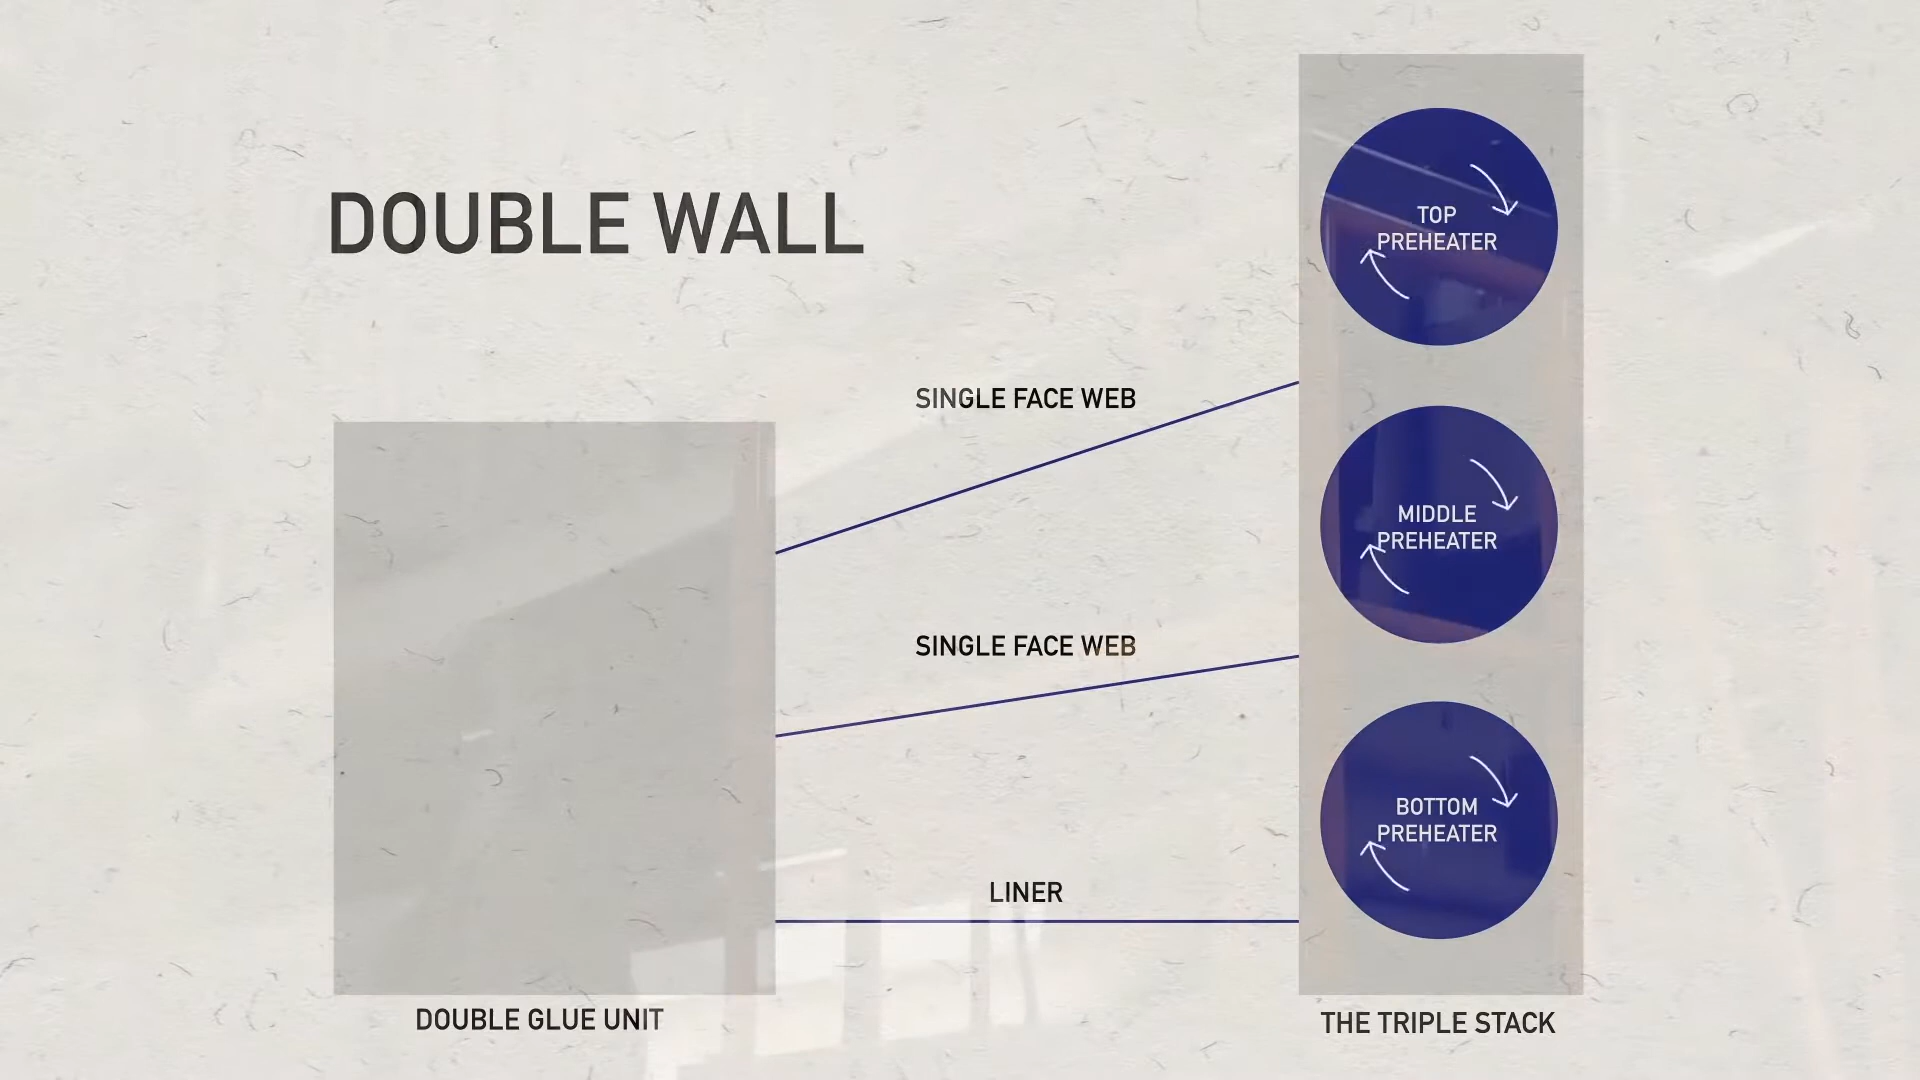 DOUBLE WALL
TOP
PREHEATER
SINGLE FACE WEB
MIDDLE
PREHEATER
SINGLE FACE WEB
BOTTOM
PREHEATER
LINER
DOUBLE GLUE UNIT
THE TRIPLE STACK